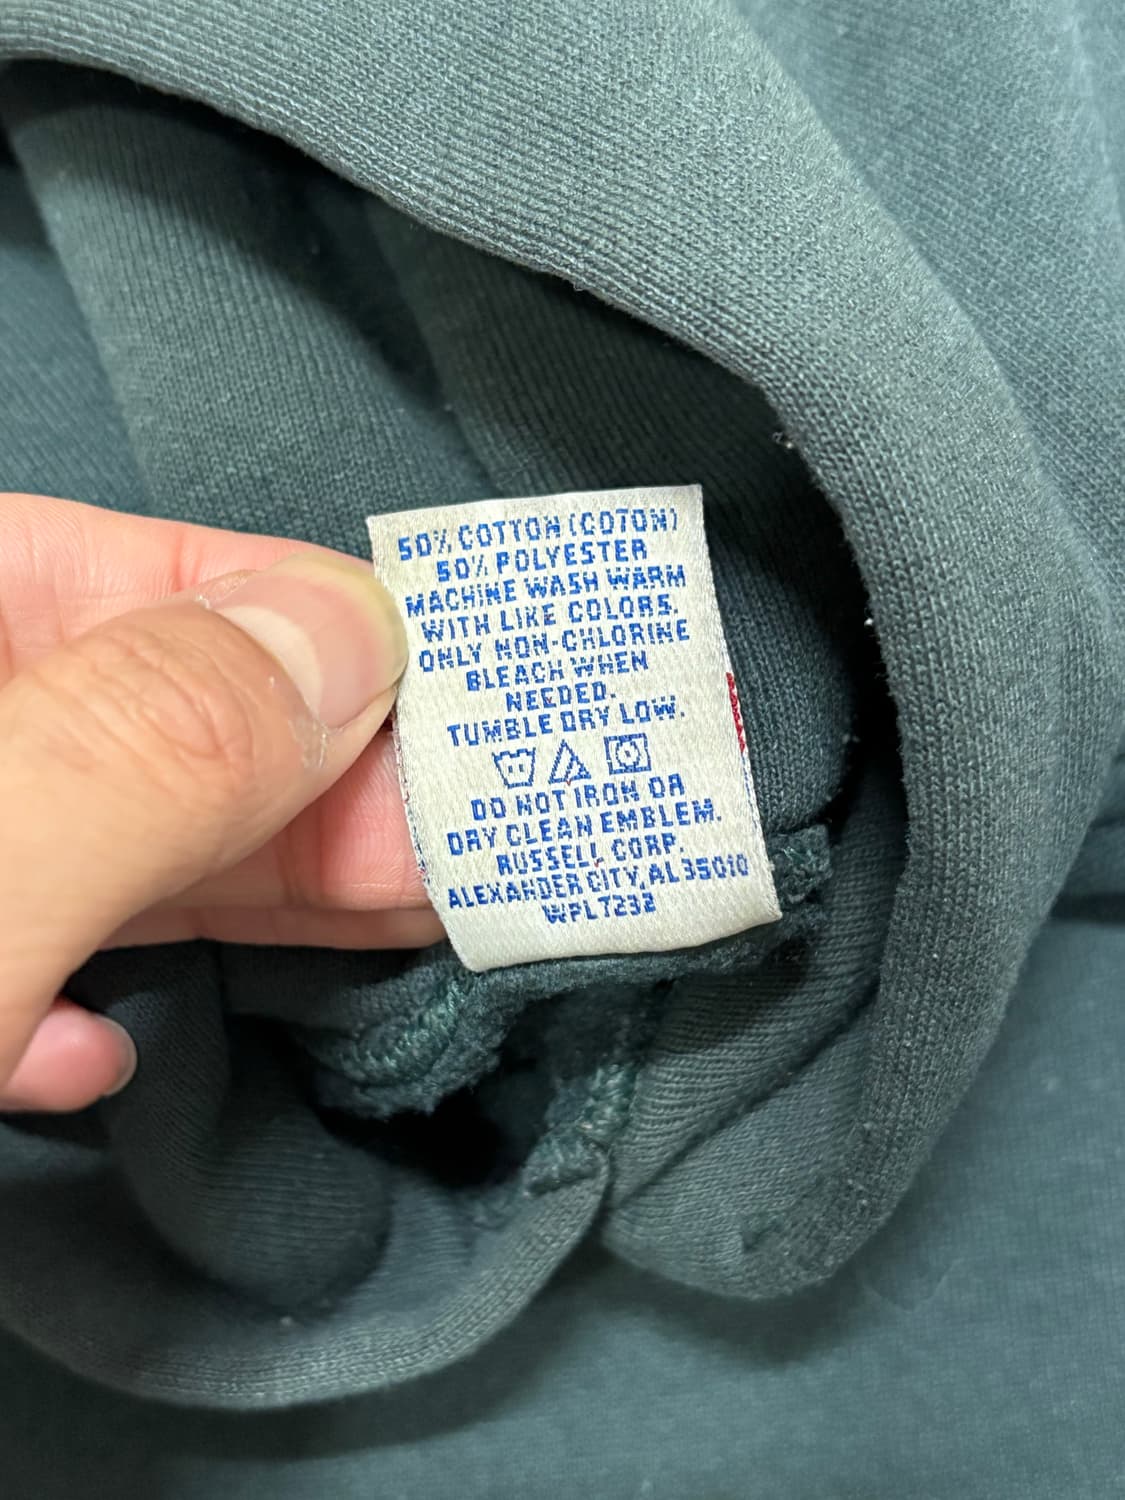 50% COTTON (COTON)
50% POLYESTER
MACHINE WASH WARM
WITH LIKE COLORS.
ONLY NON-CHLORINE
BLEACH WHEN
NEEDED.
TUMBLE DRY LOW.
DO NOT IRON OR
DRY CLEAN EMBLEM.
RUSSELL CORP.
ALEXANDER CITY, AL 35010
WPL 7232